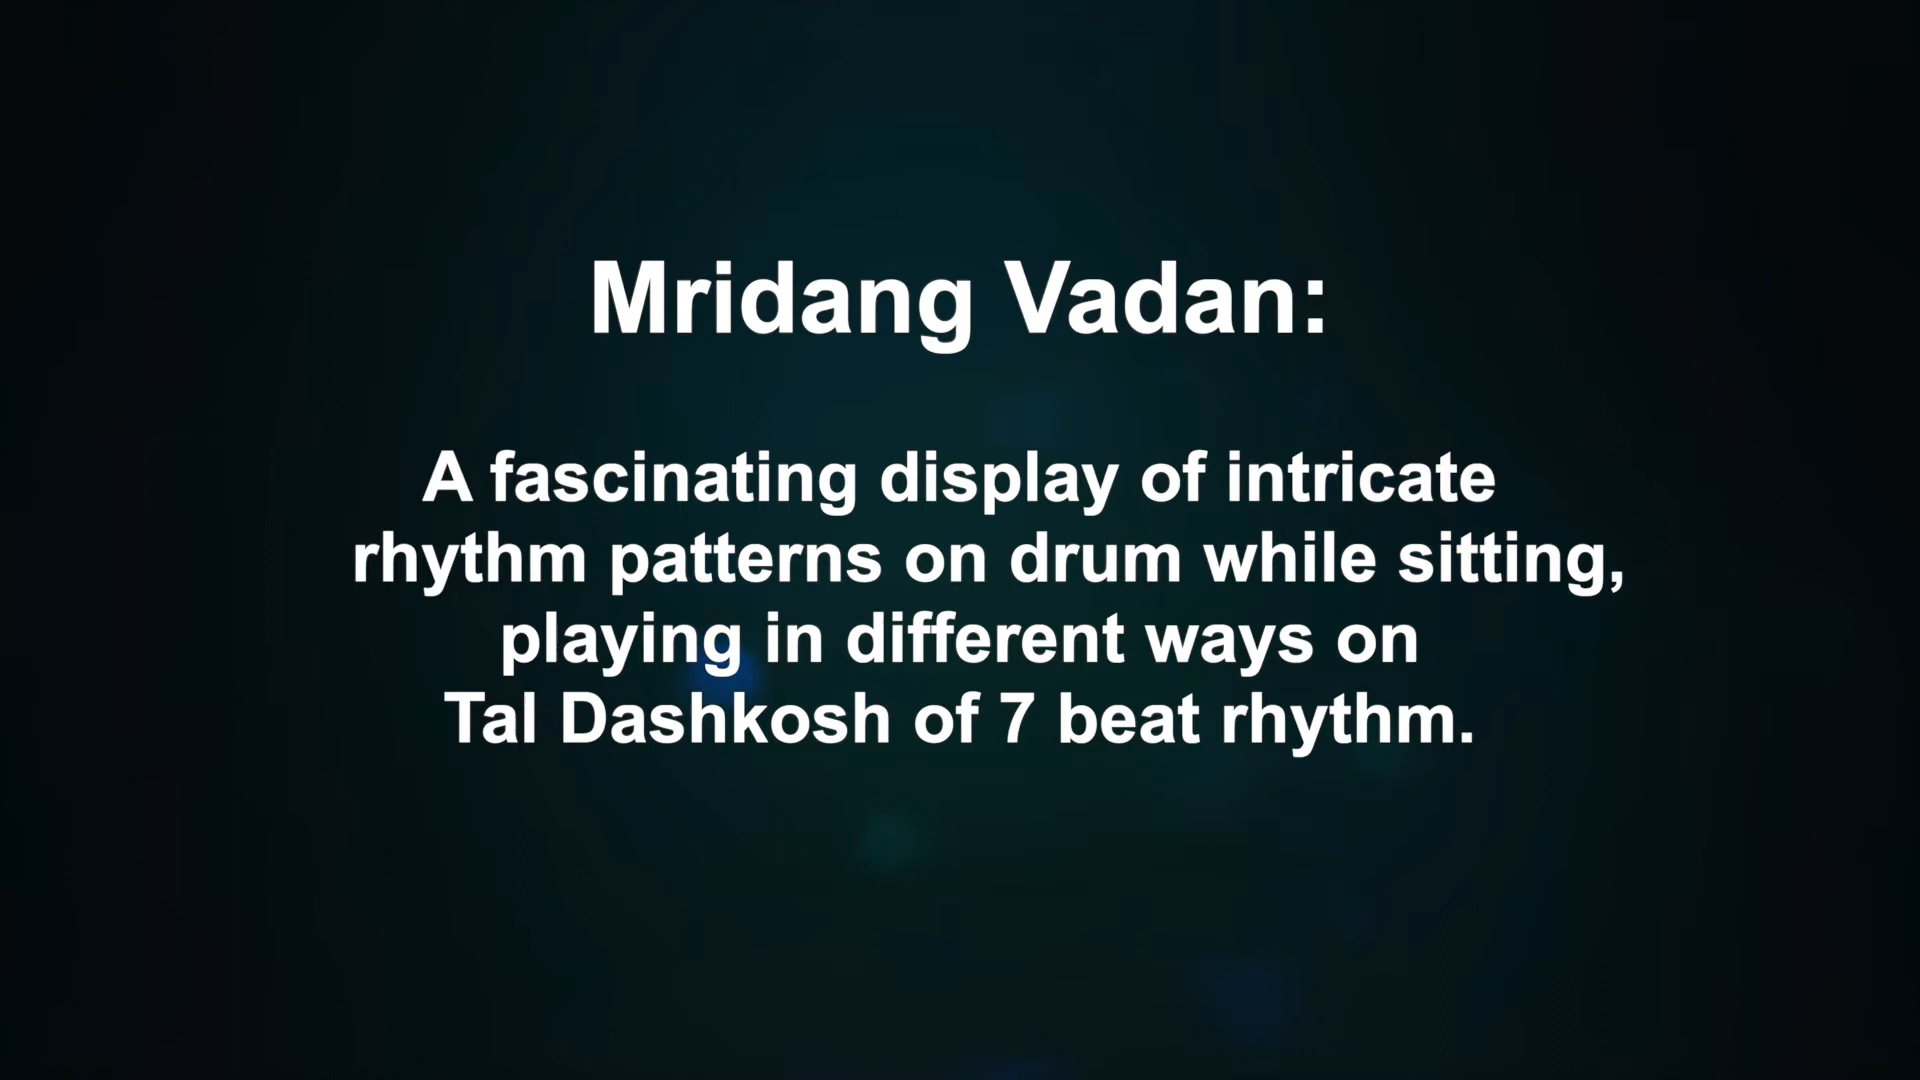 Mridang Vadan:
A fascinating display of intricate
rhythm patterns on drum while sitting,
playing in different ways on
Tal Dashkosh of 7 beat rhythm.